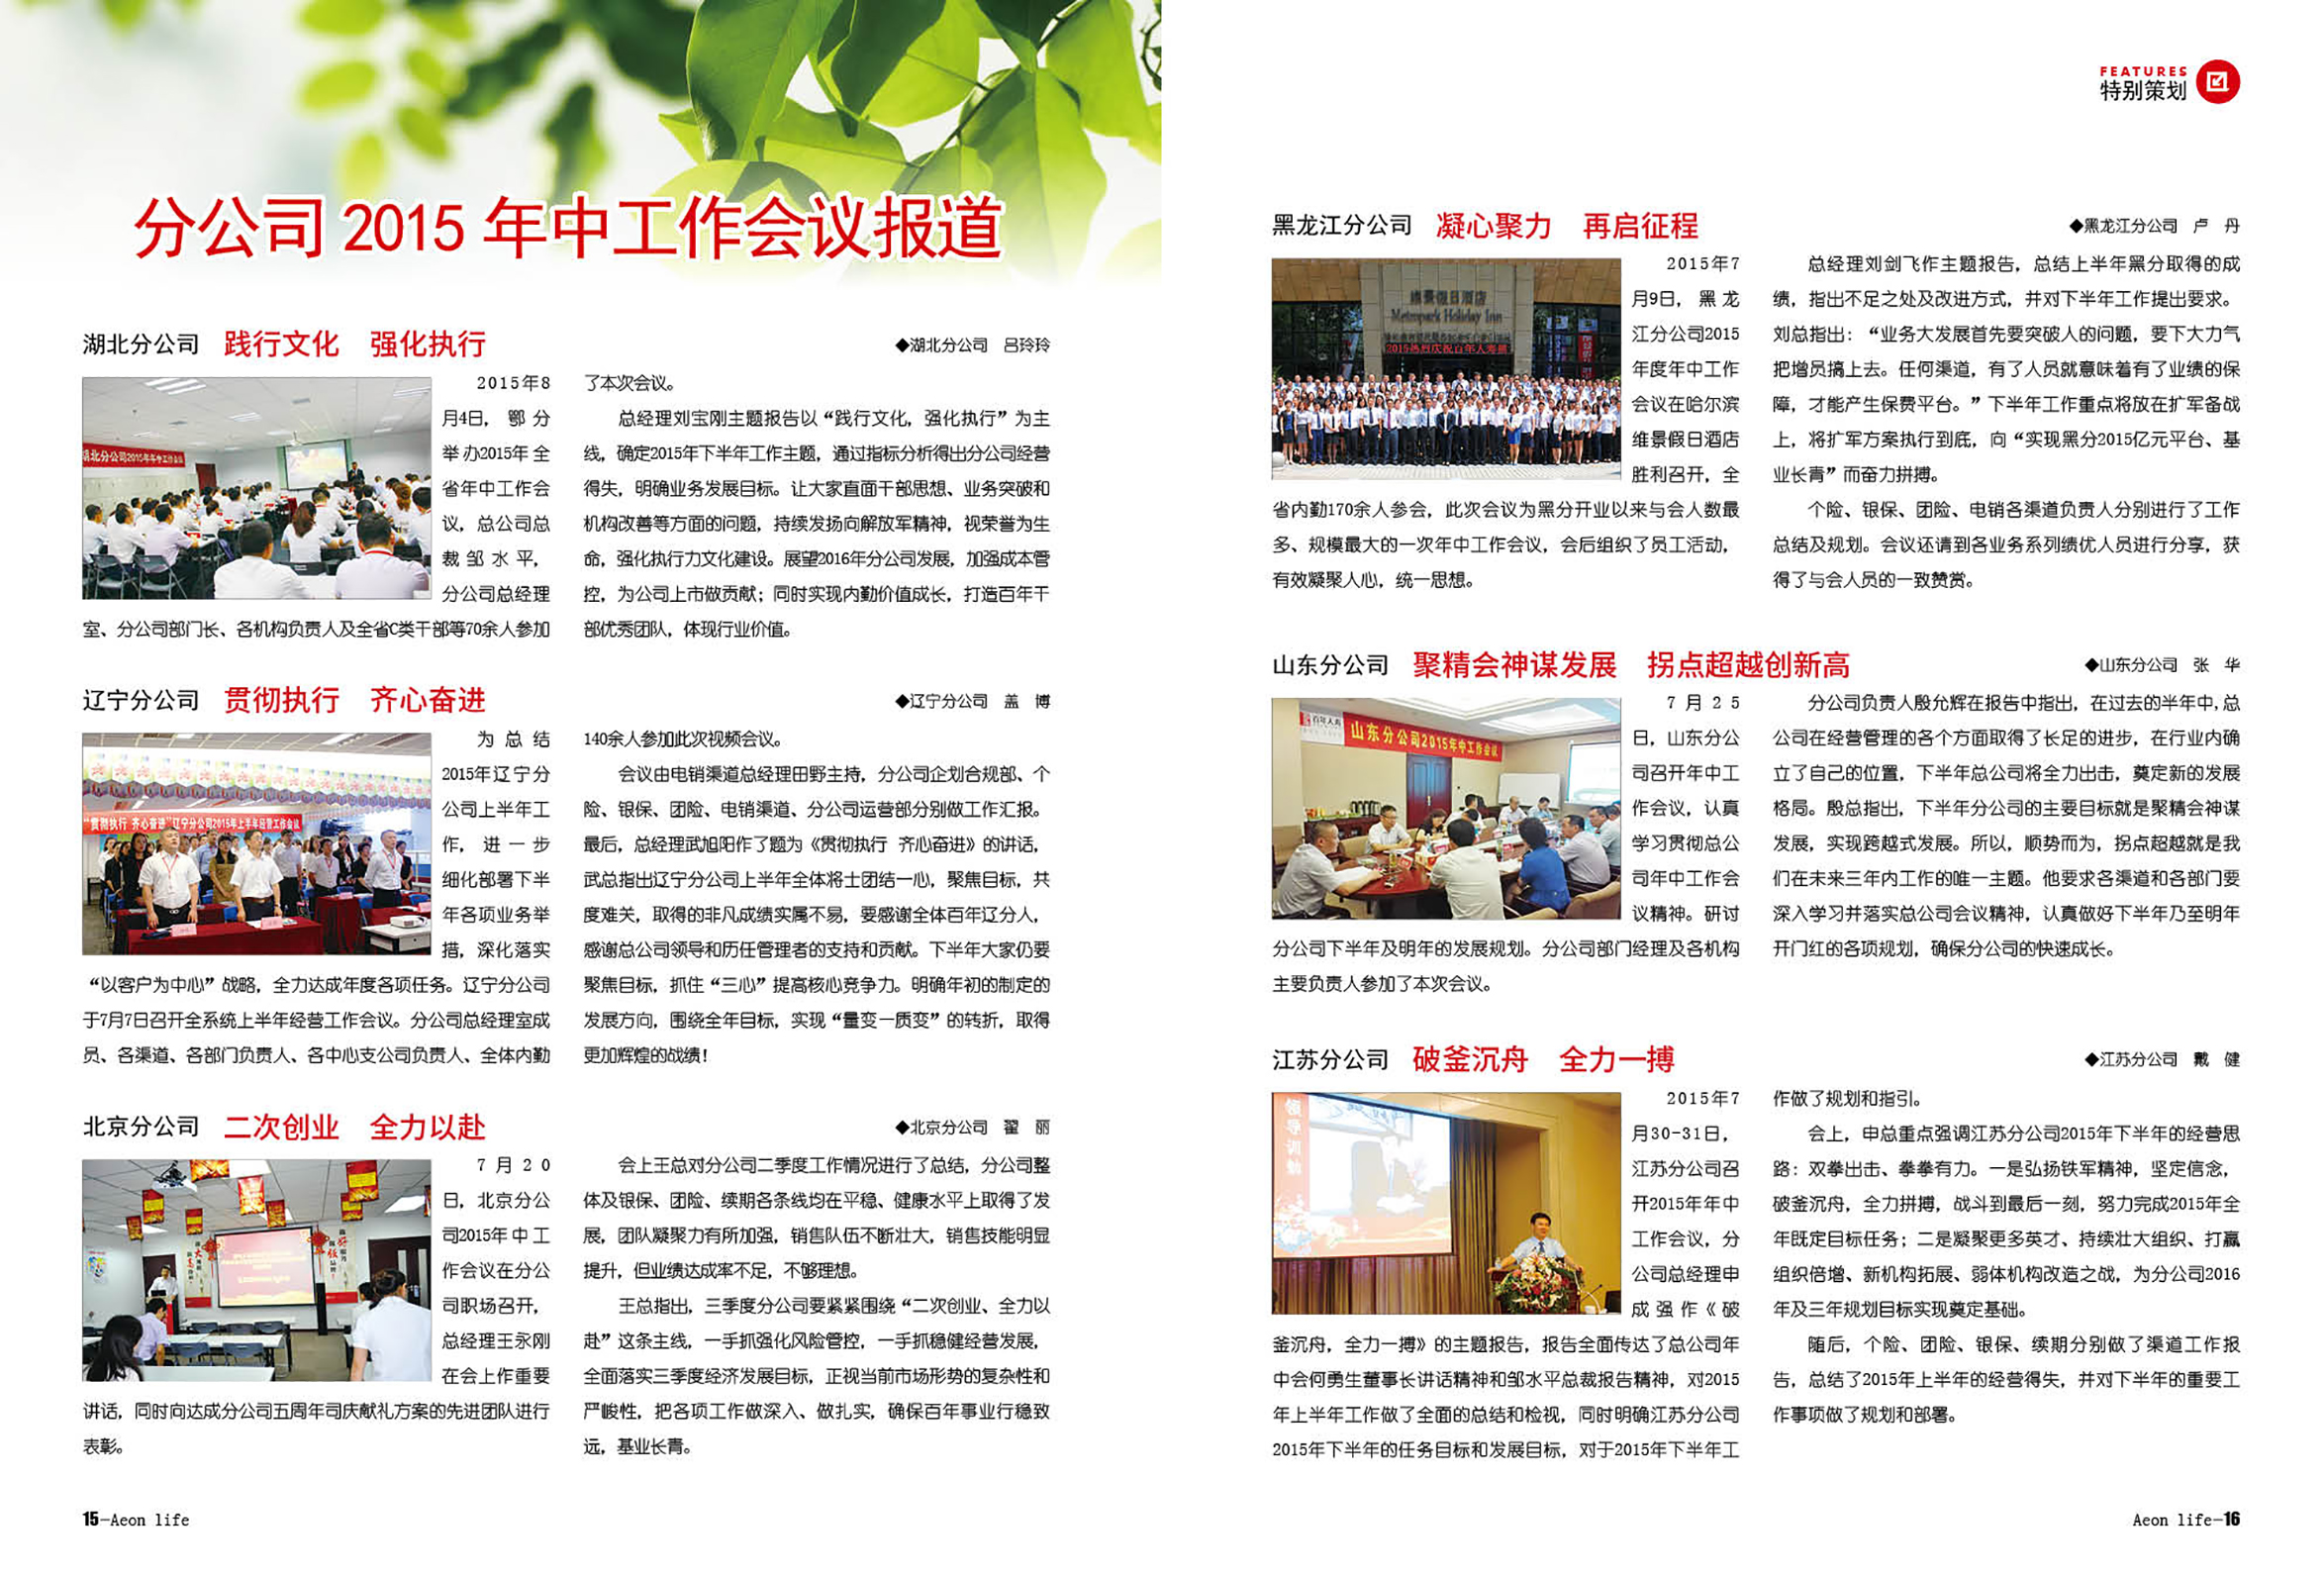 分公司 2015 年中工作会议报道
湖北分公司 践行文化 强化执行 ◆湖北分公司 吕玲玲
湖北分公司2015年年中工作会议
2015年8
月4日，鄂分
举办2015年全
省年中工作会
议，总公司总
裁邹水平，
分公司总经理
室、分公司部门长、各机构负责人及全省C类干部等70余人参加
了本次会议。
总经理刘宝刚主题报告以“践行文化，强化执行”为主
线，确定2015年下半年工作主题，通过指标分析得出分公司经营
得失，明确业务发展目标。让大家直面干部思想、业务突破和
机构改善等方面的问题，持续发扬向解放军精神，视荣誉为生
命，强化执行力文化建设。展望2016年分公司发展，加强成本管
控，为公司上市做贡献；同时实现内勤价值成长，打造百年干
部优秀团队，体现行业价值。
辽宁分公司 贯彻执行 齐心奋进 ◆辽宁分公司 盖 博
“贯彻执行 齐心奋进”辽宁分公司2015年上半年经营工作会议
为总结
2015年辽宁分
公司上半年工
作，进一步
细化部署下半
年各项业务举
措，深化落实
“以客户为中心”战略，全力达成年度各项任务。辽宁分公司
于7月7日召开全系统上半年经营工作会议。分公司总经理室成
员、各渠道、各部门负责人、各中心支公司负责人、全体内勤
140余人参加此次视频会议。
会议由电销渠道总经理田野主持，分公司企划合规部、个
险、银保、团险、电销渠道、分公司运营部分别做工作汇报。
最后，总经理武旭阳作了题为《贯彻执行 齐心奋进》的讲话，
武总指出辽宁分公司上半年全体将士团结一心，聚焦目标，共
度难关，取得的非凡成绩实属不易，要感谢全体百年辽分人，
感谢总公司领导和历任管理者的支持和贡献。下半年大家仍要
聚焦目标，抓住“三心”提高核心竞争力。明确年初的制定的
发展方向，围绕全年目标，实现“量变一质变”的转折，取得
更加辉煌的战绩！
北京分公司 二次创业 全力以赴 ◆北京分公司 翟 丽
7月20
日，北京分公
司2015年中工
作会议在分公
司职场召开，
总经理王永刚
在会上作重要
讲话，同时向达成分公司五周年司庆献礼方案的先进团队进行
表彰。
会上王总对分公司二季度工作情况进行了总结，分公司整
体及银保、团险、续期各条线均在平稳、健康水平上取得了发
展，团队凝聚力有所加强，销售队伍不断壮大，销售技能明显
提升，但业绩达成率不足，不够理想。
王总指出，三季度分公司要紧紧围绕“二次创业、全力以
赴”这条主线，一手抓强化风险管控，一手抓稳健经营发展，
全面落实三季度经济发展目标，正视当前市场形势的复杂性和
严峻性，把各项工作做深入、做扎实，确保百年事业行稳致
远，基业长青。
15—Aeon life
FEATURES
特别策划
黑龙江分公司 凝心聚力 再启征程 ◆黑龙江分公司 卢 丹
维景假日酒店
Metropark Holiday Inn
2015年7
月9日，黑龙
江分公司2015
年度年中工作
会议在哈尔滨
维景假日酒店
胜利召开，全
省内勤170余人参会，此次会议为黑分开业以来与会人数最
多、规模最大的一次年中工作会议，会后组织了员工活动，
有效凝聚人心，统一思想。
总经理刘剑飞作主题报告，总结上半年黑分取得的成
绩，指出不足之处及改进方式，并对下半年工作提出要求。
刘总指出：“业务大发展首先要突破人的问题，要下大力气
把增员搞上去。任何渠道，有了人员就意味着有了业绩的保
障，才能产生保费平台。”下半年工作重点将放在扩军备战
上，将扩军方案执行到底，向“实现黑分2015亿元平台、基
业长青”而奋力拼搏。
个险、银保、团险、电销各渠道负责人分别进行了工作
总结及规划。会议还请到各业务系列绩优人员进行分享，获
得了与会人员的一致赞赏。
山东分公司 聚精会神谋发展 拐点超越创新高 ◆山东分公司 张 华
百年人寿
山东分公司2015年中工作会议
7月25
日，山东分公
司召开年中工
作会议，认真
学习贯彻总公
司年中工作会
议精神。研讨
分公司下半年及明年的发展规划。分公司部门经理及各机构
主要负责人参加了本次会议。
分公司负责人殷允辉在报告中指出，在过去的半年中,总
公司在经营管理的各个方面取得了长足的进步，在行业内确
立了自己的位置，下半年总公司将全力出击，奠定新的发展
格局。殷总指出，下半年分公司的主要目标就是聚精会神谋
发展，实现跨越式发展。所以，顺势而为，拐点超越就是我
们在未来三年内工作的唯一主题。他要求各渠道和各部门要
深入学习并落实总公司会议精神，认真做好下半年乃至明年
开门红的各项规划，确保分公司的快速成长。
江苏分公司 破釜沉舟 全力一搏 ◆江苏分公司 戴 健
2015年7
月30-31日，
江苏分公司召
开2015年年中
工作会议，分
公司总经理申
成强作《破
釜沉舟，全力一搏》的主题报告，报告全面传达了总公司年
中会何勇生董事长讲话精神和邹水平总裁报告精神，对2015
年上半年工作做了全面的总结和检视，同时明确江苏分公司
2015年下半年的任务目标和发展目标，对于2015年下半年工
作做了规划和指引。
会上，申总重点强调江苏分公司2015年下半年的经营思
路：双拳出击、拳拳有力。一是弘扬铁军精神，坚定信念，
破釜沉舟，全力拼搏，战斗到最后一刻，努力完成2015年全
年既定目标任务；二是凝聚更多英才、持续壮大组织、打赢
组织倍增、新机构拓展、弱体机构改造之战，为分公司2016
年及三年规划目标实现奠定基础。
随后，个险、团险、银保、续期分别做了渠道工作报
告，总结了2015年上半年的经营得失，并对下半年的重要工
作事项做了规划和部署。
Aeon life—16